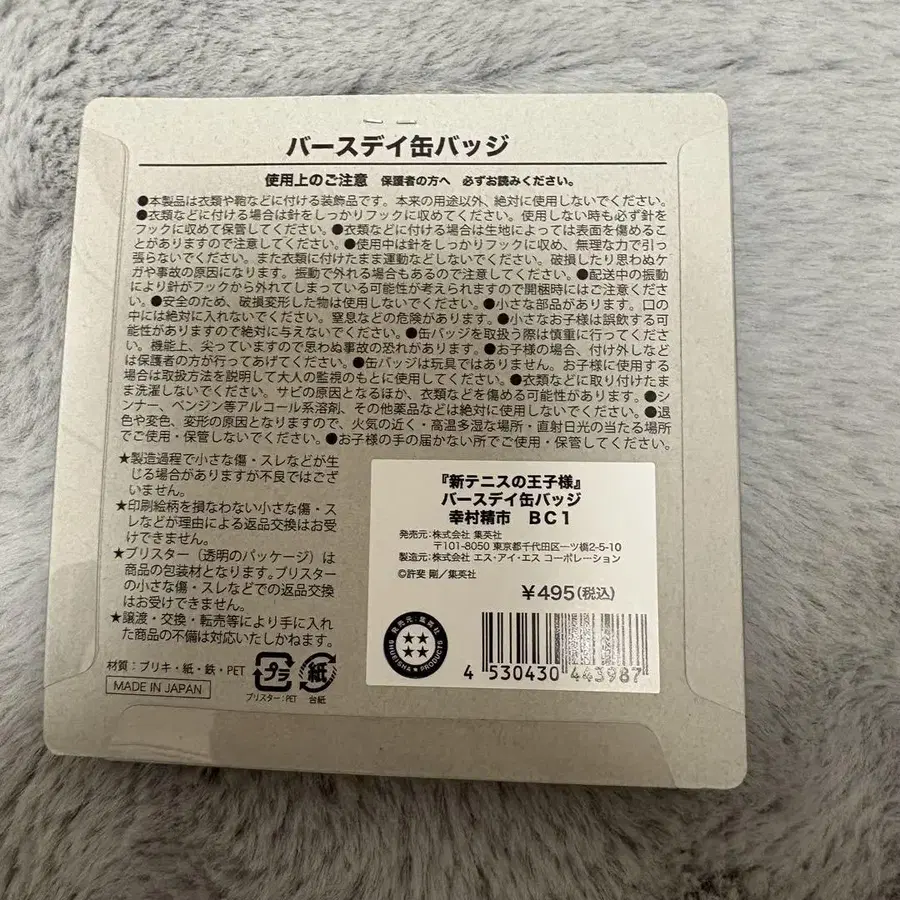 バースデイ缶バッジ
使用上のご注意 保護者の方へ 必ずお読みください。
●本製品は衣類や鞄などに付ける装飾品です。本来の用途以外、絶対に使用しないでください。
●衣類などに付ける場合は針をしっかりフックに収めてください。使用しない時も必ず針を
フックに収めて保管してください。●衣類などに付ける場合は生地によっては表面を傷めるこ
とがありますので注意してください。●使用中は針をしっかりフックに収め、無理な力で引っ
張らないでください。また衣類に付けたまま運動などしないでください。破損したり思わぬケ
ガや事故の原因になります。振動で外れる場合もあるので注意してください。●配送中の振動
により針がフックから外れてしまっている可能性が考えられますので開梱時にはご注意くださ
い。●安全のため、破損変形した物は使用しないでください。●小さな部品があります。口の
中には絶対に入れないでください。窒息などの危険があります。●小さなお子様は誤飲する可
能性がありますので絶対に与えないでください。●缶バッジを取扱う際は慎重に行ってくださ
い。機能上、尖っていますので思わぬ事故の恐れがあります。●お子様の場合、付け外しなど
は保護者の方が行ってあげてください。●缶バッジは玩具ではありません。お子様に使用する
場合は取扱方法を説明して大人の監視のもとに使用してください。●衣類などに取り付けたま
ま洗濯しないでください。サビの原因となるほか、衣類などを傷める可能性があります。●シ
ンナー、ベンジン等アルコール系溶剤、その他薬品などは絶対に使用しないでください。●退
色や変色、変形の原因となりますので、火気の近く・高温多湿な場所・直射日光の当たる場所
でご使用・保管しないでください。●お子様の手の届かない所でご使用・保管してください。
★製造過程で小さな傷・スレなどが生
じる場合がありますが不良ではござ
いません。
★印刷絵柄を損なわない小さな傷・ス
レなどが理由による返品交換はお受
けできません。
★ブリスター（透明のパッケージ）は
商品の包装材となります。ブリスター
の小さな傷・スレなどでの返品交換
はお受けできません。
★譲渡・交換・転売等により手に入れ
た商品の不備は対応いたしかねます。
材質：ブリキ・紙・鉄・PET
MADE IN JAPAN
プラ
ブリスター：PET
紙
台紙
『新テニスの王子様』
バースデイ缶バッジ
幸村精市 BC1
発売元：株式会社 集英社
〒101-8050 東京都千代田区一ツ橋2-5-10
製造元：株式会社 エス・アイ・エス コーポレーション
©許斐 剛／集英社
¥495(税込)
発売元：集英社
SHUEISHA PRODUCTS
4 530430 443987